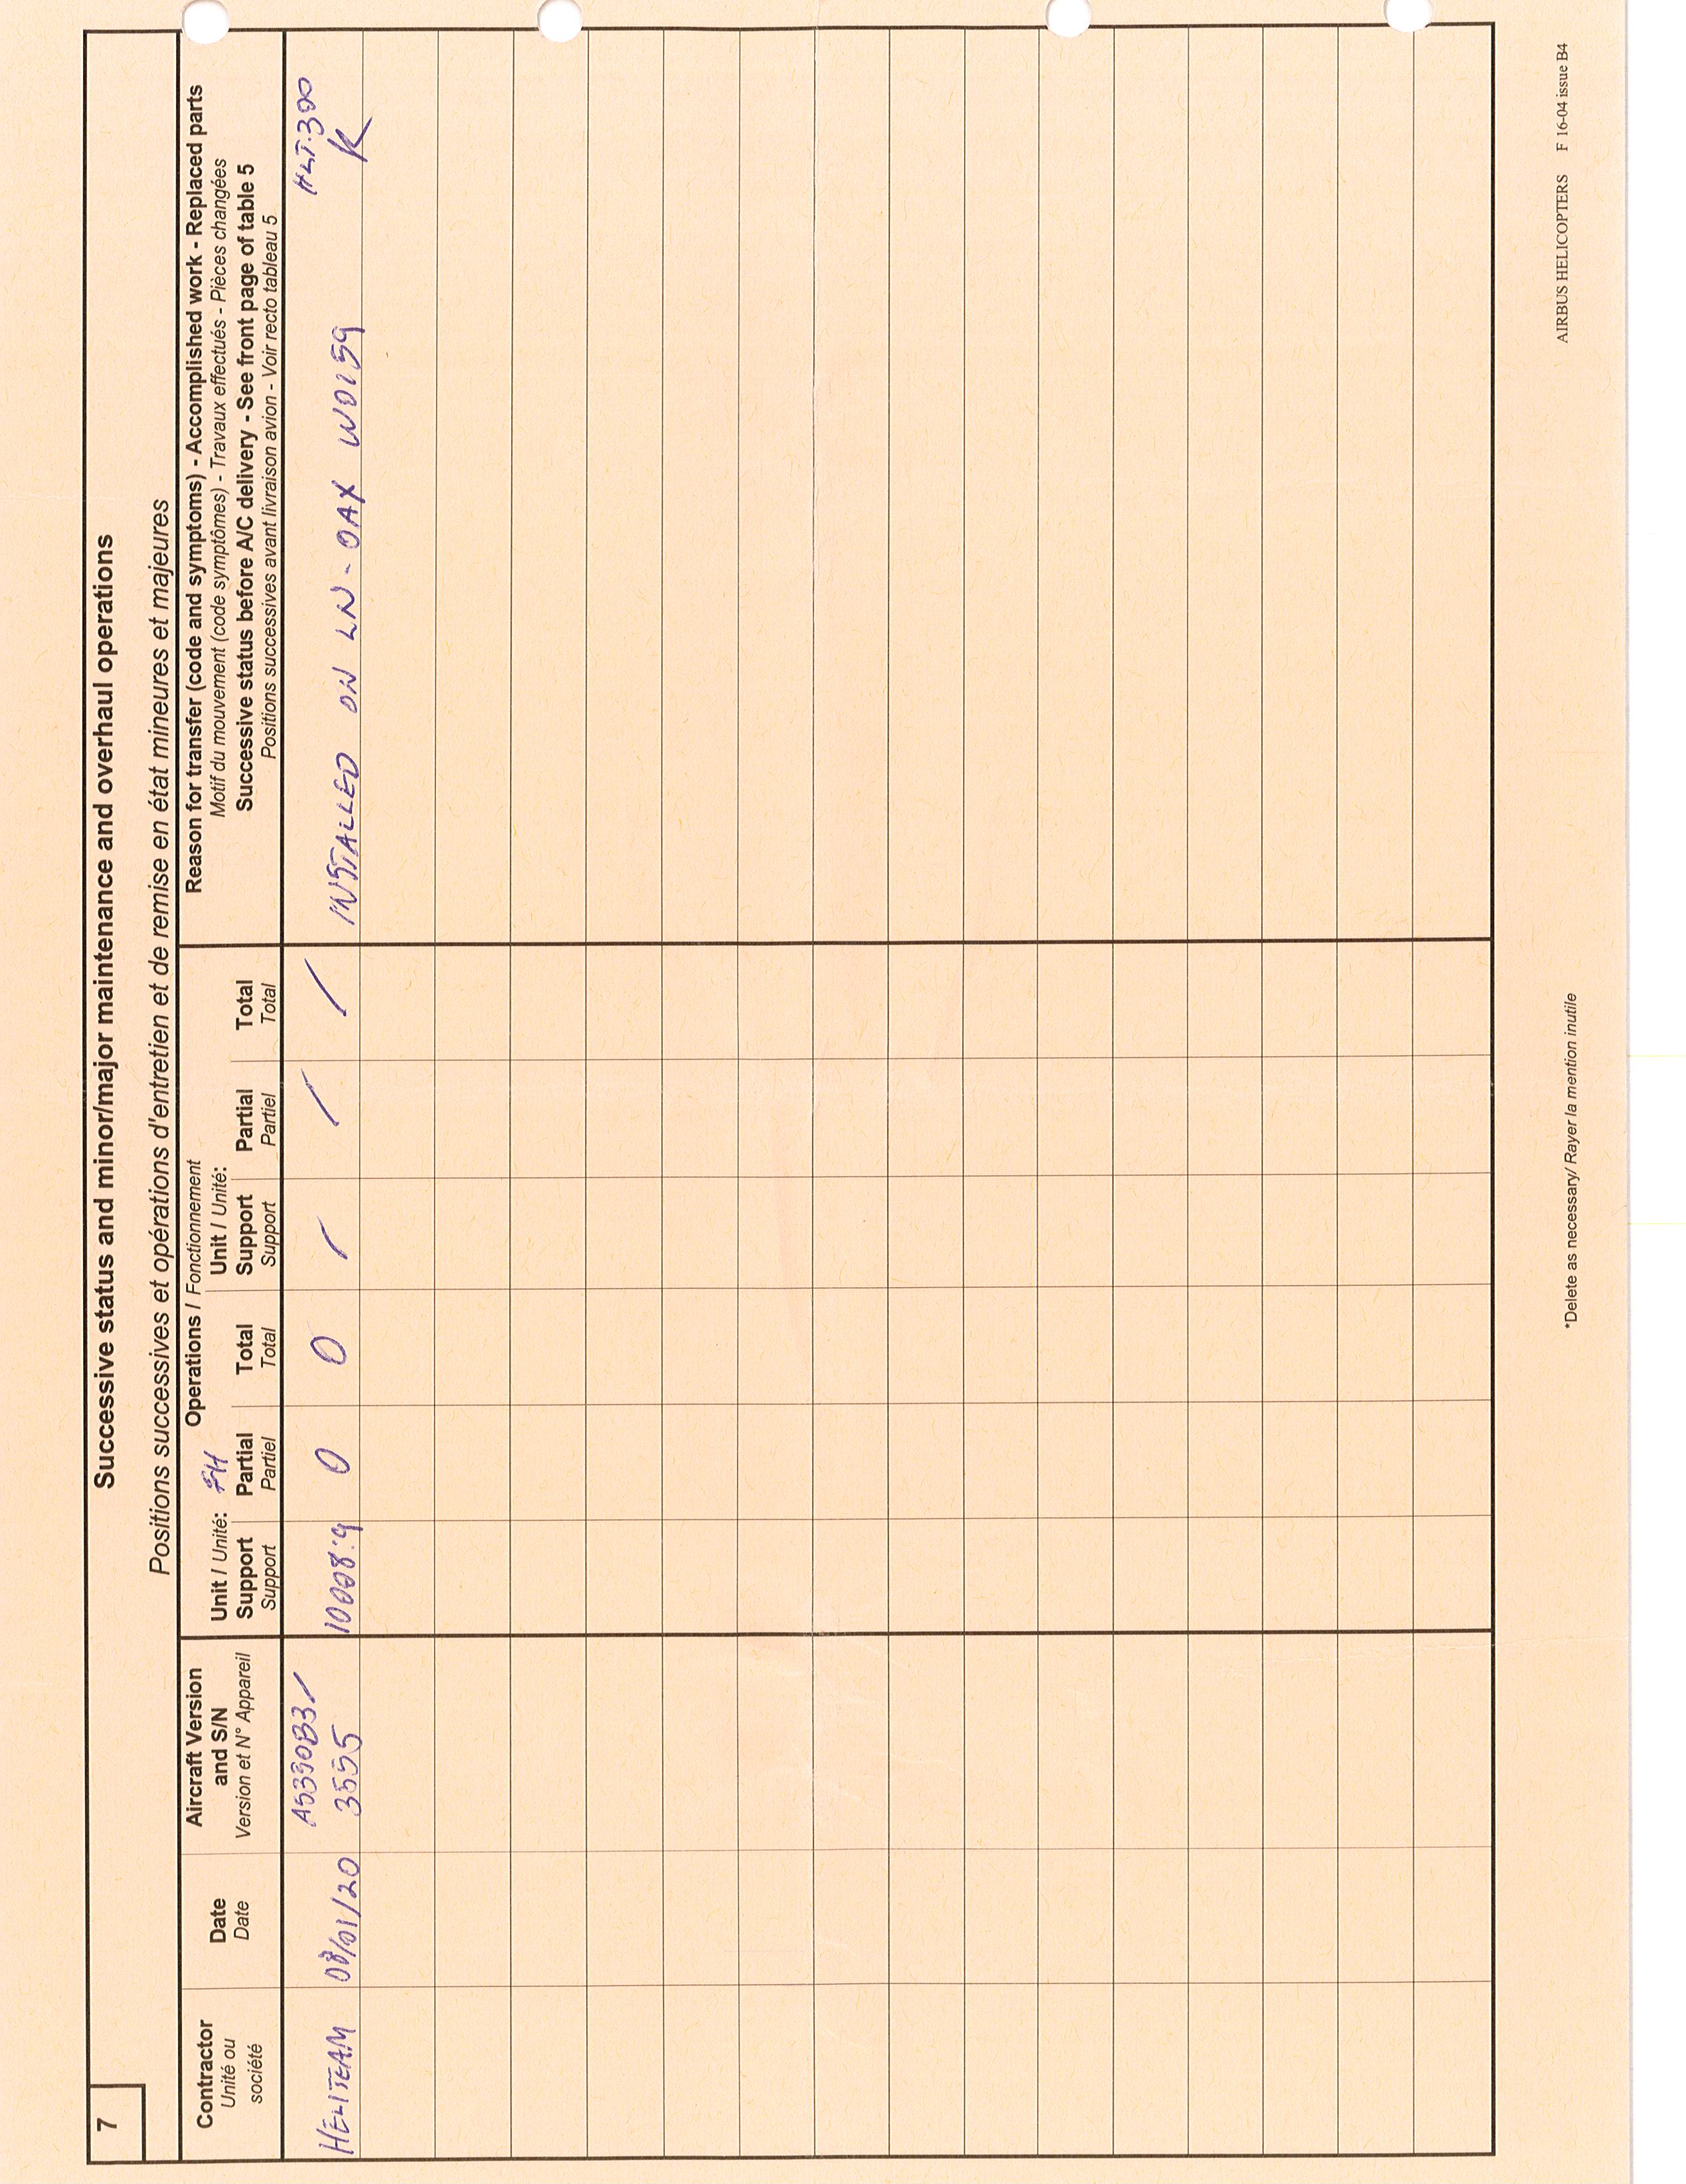 7
Successive status and minor/major maintenance and overhaul operations
Positions successives et opérations d'entretien et de remise en état mineures et majeures
Contractor
Unité ou
société
Date
Date
Aircraft Version
and S/N
Version et N° Appareil
Operations / Fonctionnement
Unit / Unité: FH
Unit / Unité:
Support Partial Total Support Partial Total
Support Partiel Total Support Partiel Total
Reason for transfer (code and symptoms) - Accomplished work - Replaced parts
Motif du mouvement (code symptômes) - Travaux effectués - Pièces changées
Successive status before A/C delivery - See front page of table 5
Positions successives avant livraison avion - Voir recto tableau 5
AS350B3/ HLT-300
HELITEAM 08/01/20 3555 10008:9 0 0 / / / INSTALLED ON LN-OAX W0159
*Delete as necessary/ Rayer la mention inutile
AIRBUS HELICOPTERS F 16-04 issue B4